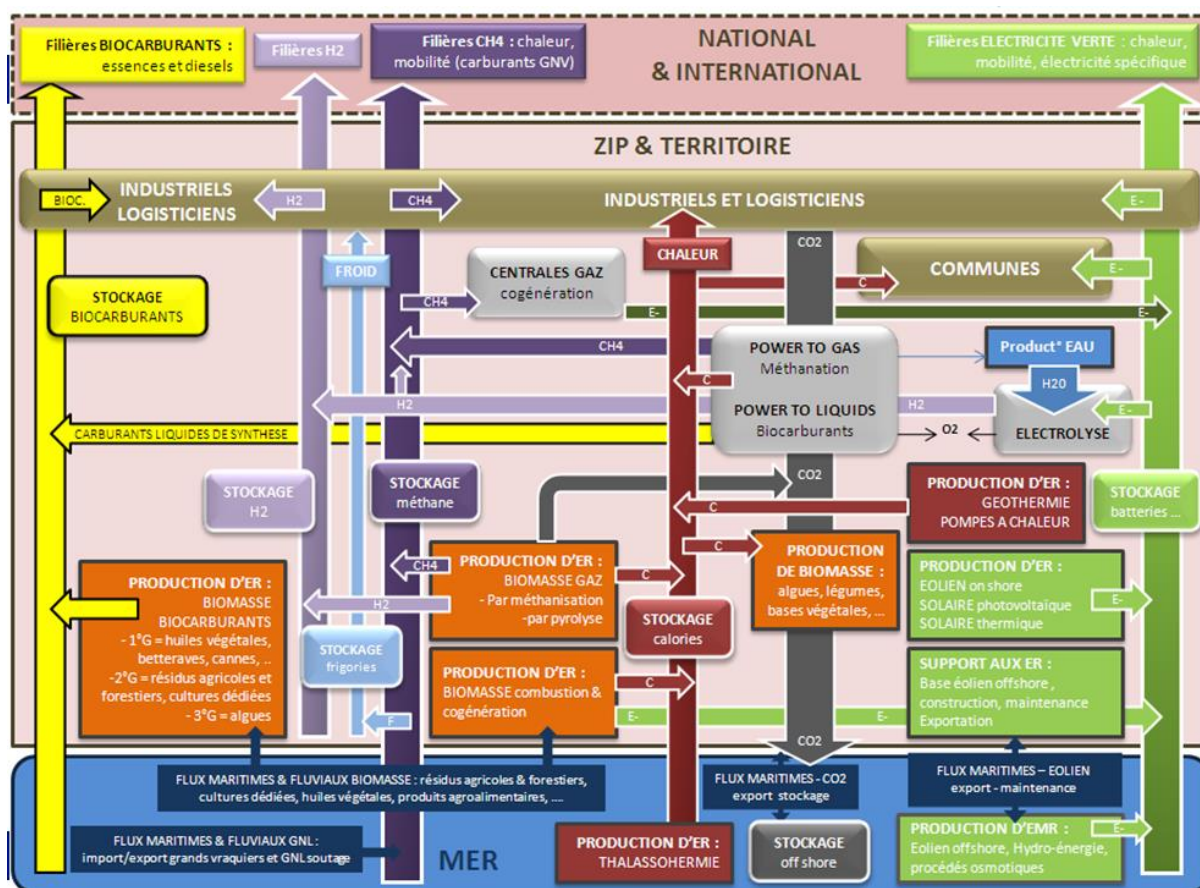 Filières BIOCARBURANTS :
essences et diesels
Filières H2
Filières CH4 : chaleur,
mobilité (carburants GNV)
NATIONAL
& INTERNATIONAL
Filières ELECTRICITE VERTE : chaleur,
mobilité, électricité spécifique
ZIP & TERRITOIRE
BIOC.
INDUSTRIELS
LOGISTICIENS
H2
CH4
INDUSTRIELS ET LOGISTICIENS
E-
CO2
FROID
CHALEUR
CENTRALES GAZ
cogénération
COMMUNES
E-
C
CH4
E-
E-
STOCKAGE
BIOCARBURANTS
CH4
POWER TO GAS
Méthanation
Product° EAU
C
H20
POWER TO LIQUIDS
Biocarburants
H2
H2
E-
CARBURANTS LIQUIDES DE SYNTHESE
O2
ELECTROLYSE
STOCKAGE
H2
STOCKAGE
méthane
CO2
PRODUCTION D'ER :
GEOTHERMIE
POMPES A CHALEUR
STOCKAGE
batteries ...
C
C
PRODUCTION D'ER :
BIOMASSE
BIOCARBURANTS
- 1°G = huiles végétales,
betteraves, cannes, ..
-2°G = résidus agricoles et
forestiers, cultures dédiées
- 3°G = algues
CH4
H2
PRODUCTION D'ER :
BIOMASSE GAZ
- Par méthanisation
-par pyrolyse
C
PRODUCTION
DE BIOMASSE :
algues, légumes,
bases végétales, ...
PRODUCTION D'ER :
EOLIEN on shore
SOLAIRE photovoltaïque
SOLAIRE thermique
E-
STOCKAGE
frigories
STOCKAGE
calories
PRODUCTION D'ER :
BIOMASSE combustion &
cogénération
C
SUPPORT AUX ER :
Base éolien offshore ,
construction, maintenance
Exportation
F
E-
E-
CO2
FLUX MARITIMES & FLUVIAUX BIOMASSE : résidus agricoles & forestiers,
cultures dédiées, huiles végétales, produits agroalimentaires, ....
FLUX MARITIMES - CO2
export stockage
FLUX MARITIMES – EOLIEN
export - maintenance
FLUX MARITIMES & FLUVIAUX GNL :
import/export grands vraquiers et GNL soutage
MER
PRODUCTION D'ER :
THALASSOHERMIE
STOCKAGE
off shore
PRODUCTION D'EMR :
Eolien offshore, Hydro-énergie,
procédés osmotiques
E-